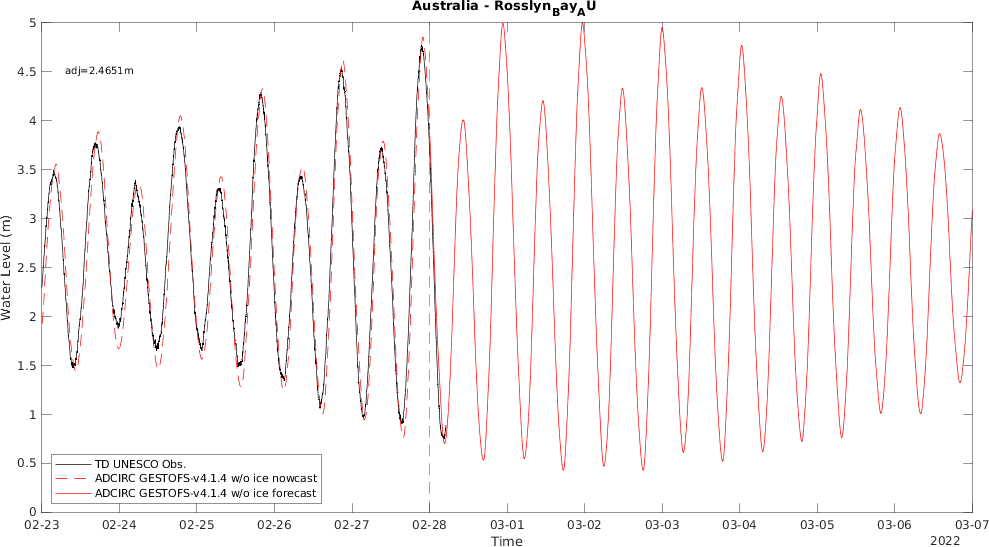 Australia - Rosslyn_Bay_AU
adj=2.4651m
Water Level (m)
5
4.5
4
3.5
3
2.5
2
1.5
1
0.5
0
TD UNESCO Obs.
ADCIRC GESTOFS-v4.1.4 w/o ice nowcast
ADCIRC GESTOFS-v4.1.4 w/o ice forecast
02-23 02-24 02-25 02-26 02-27 02-28 03-01 03-02 03-03 03-04 03-05 03-06 03-07
Time
2022